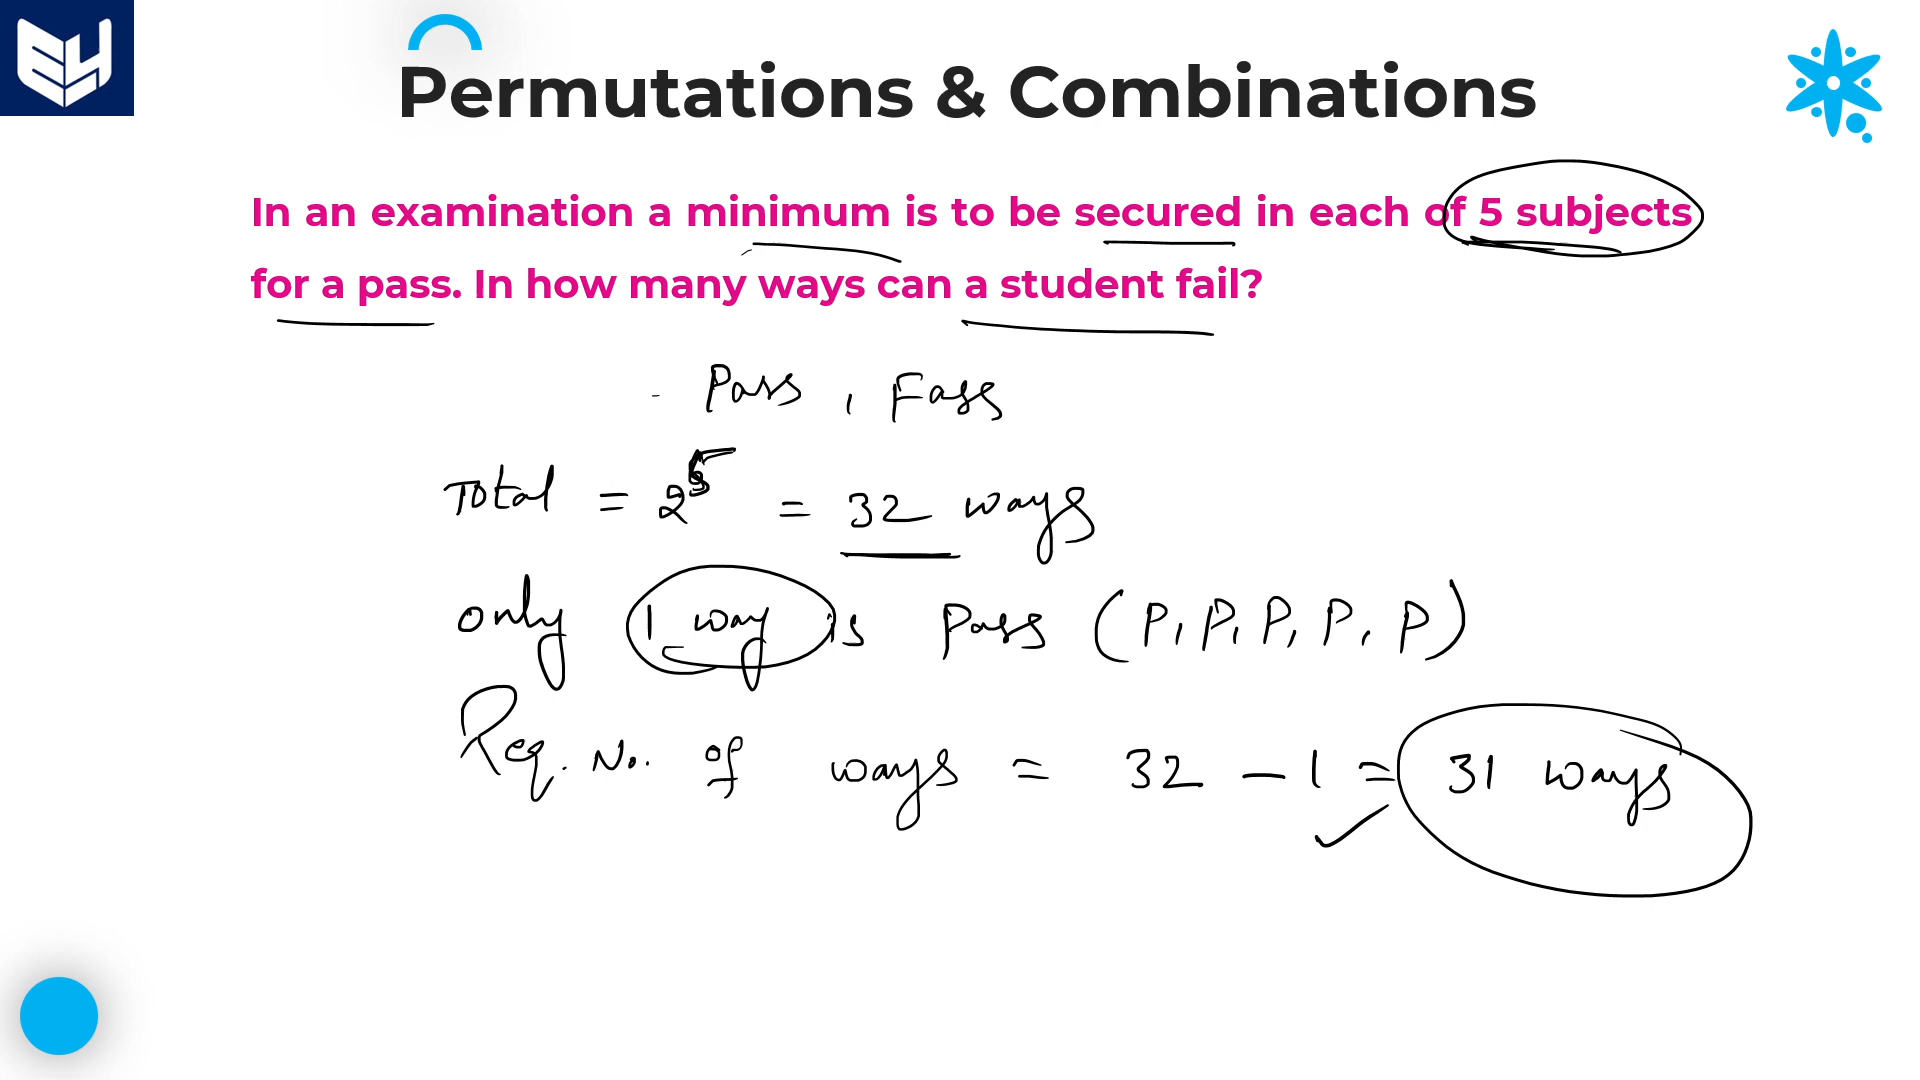 Permutations & Combinations
In an examination a minimum is to be secured in each of 5 subjects
for a pass. In how many ways can a student fail?
Pass, Fass
Total = 2⁵ = 32 ways
only 1 way is Pass (P, P, P, P, P)
Req. No. of ways = 32 - 1 = 31 ways